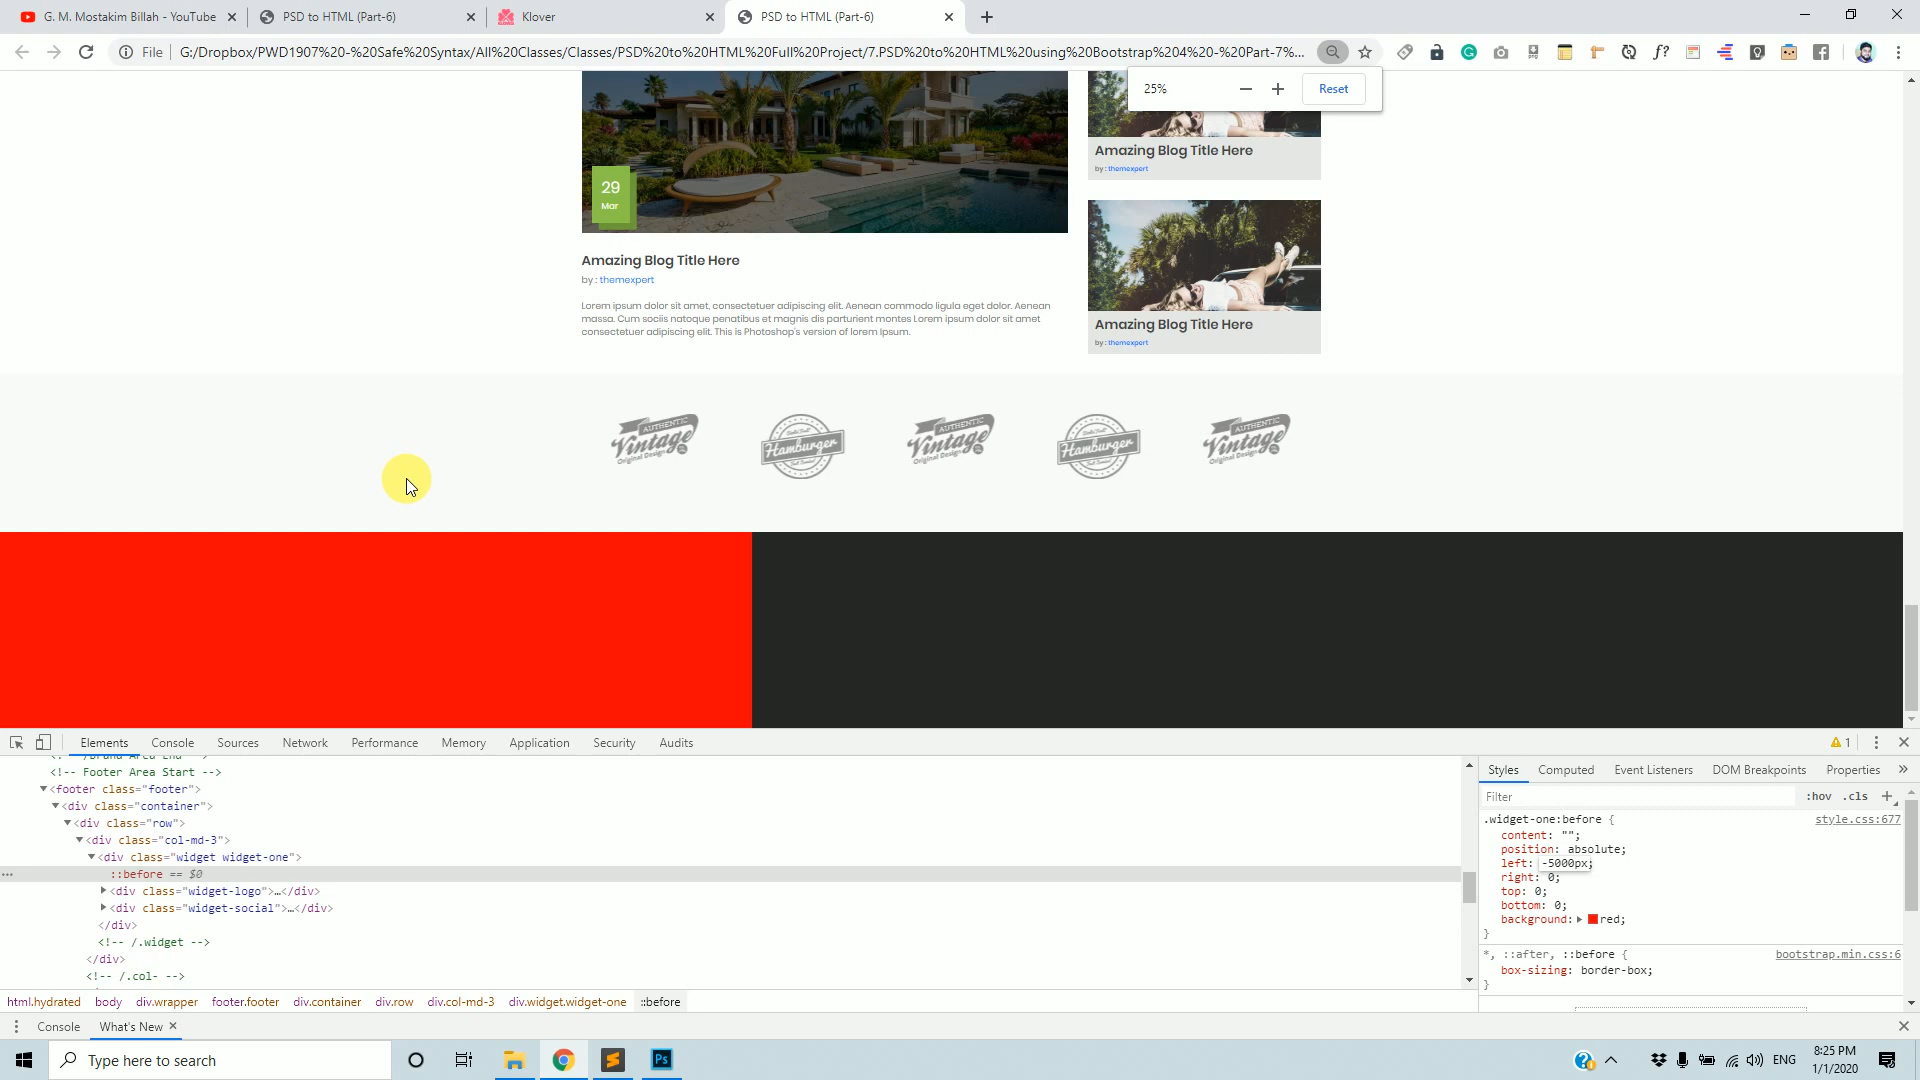 G. M. Mostakim Billah - YouTube
PSD to HTML (Part-6)
Klover
PSD to HTML (Part-6)
File
G:/Dropbox/PWD1907%20-%20Safe%20Syntax/All%20Classes/Classes/PSD%20to%20HTML%20Full%20Project/7.PSD%20to%20HTML%20using%20Bootstrap%204%20-%20Part-7%...
25%
Reset
29
Mar
Amazing Blog Title Here
by : themexpert
Amazing Blog Title Here
by : themexpert
Lorem ipsum dolor sit amet, consectetuer adipiscing elit. Aenean commodo ligula eget dolor. Aenean
massa. Cum sociis natoque penatibus et magnis dis parturient montes Lorem ipsum dolor sit amet
consectetuer adipiscing elit. This is Photoshop's version of lorem Ipsum.
Amazing Blog Title Here
by : themexpert
AUTHENTIC
Vintage
Original Design
Hamburger
AUTHENTIC
Vintage
Original Design
Hamburger
AUTHENTIC
Vintage
Original Design
Elements
Console
Sources
Network
Performance
Memory
Application
Security
Audits
1
<!-- Footer Area Start -->
<footer class="footer">
<div class="container">
<div class="row">
<div class="col-md-3">
<div class="widget widget-one">
... ::before == $0
<div class="widget-logo">…</div>
<div class="widget-social">…</div>
</div>
<!-- /.widget -->
</div>
<!-- /.col- -->
html.hydrated
body
div.wrapper
footer.footer
div.container
div.row
div.col-md-3
div.widget.widget-one
::before
Styles
Computed
Event Listeners
DOM Breakpoints
Properties
»
Filter
:hov
.cls
+
.widget-one:before {
style.css:677
content: "";
position: absolute;
left: -5000px;
right: 0;
top: 0;
bottom: 0;
background: red;
}
*, ::after, ::before {
bootstrap.min.css:6
box-sizing: border-box;
}
Console
What's New
Type here to search
Ps
ENG
8:25 PM
1/1/2020